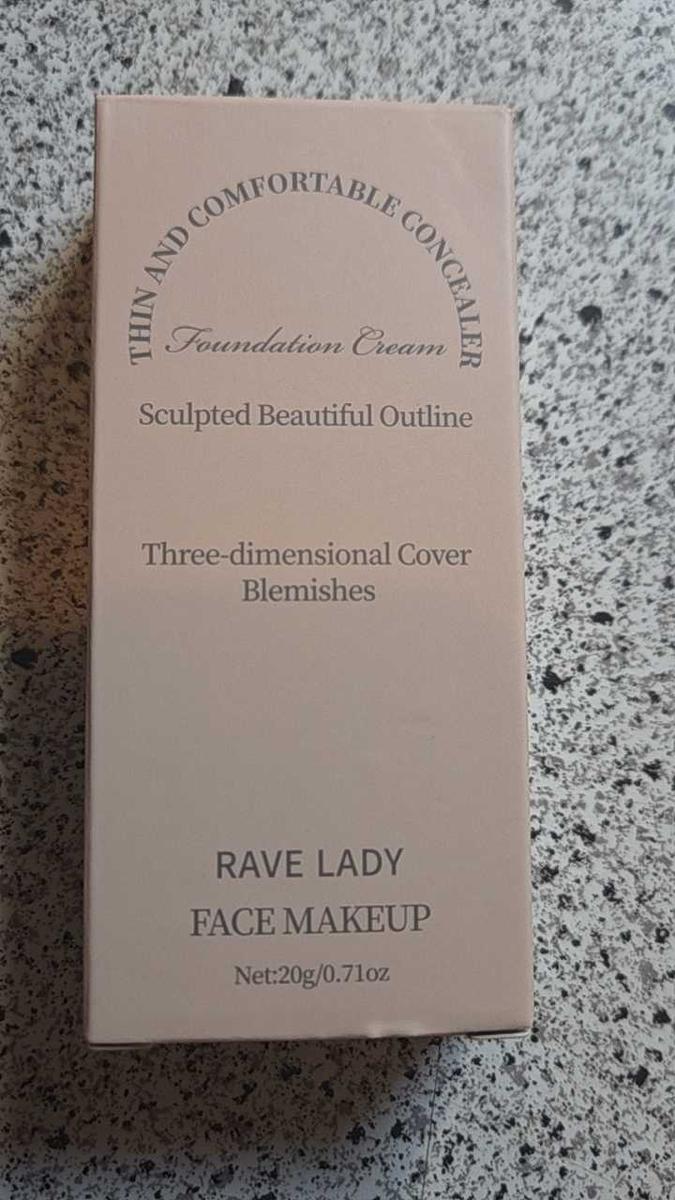 THIN AND COMFORTABLE CONCEALER
Foundation Cream
Sculpted Beautiful Outline
Three-dimensional Cover
Blemishes
RAVE LADY
FACE MAKEUP
Net:20g/0.71oz